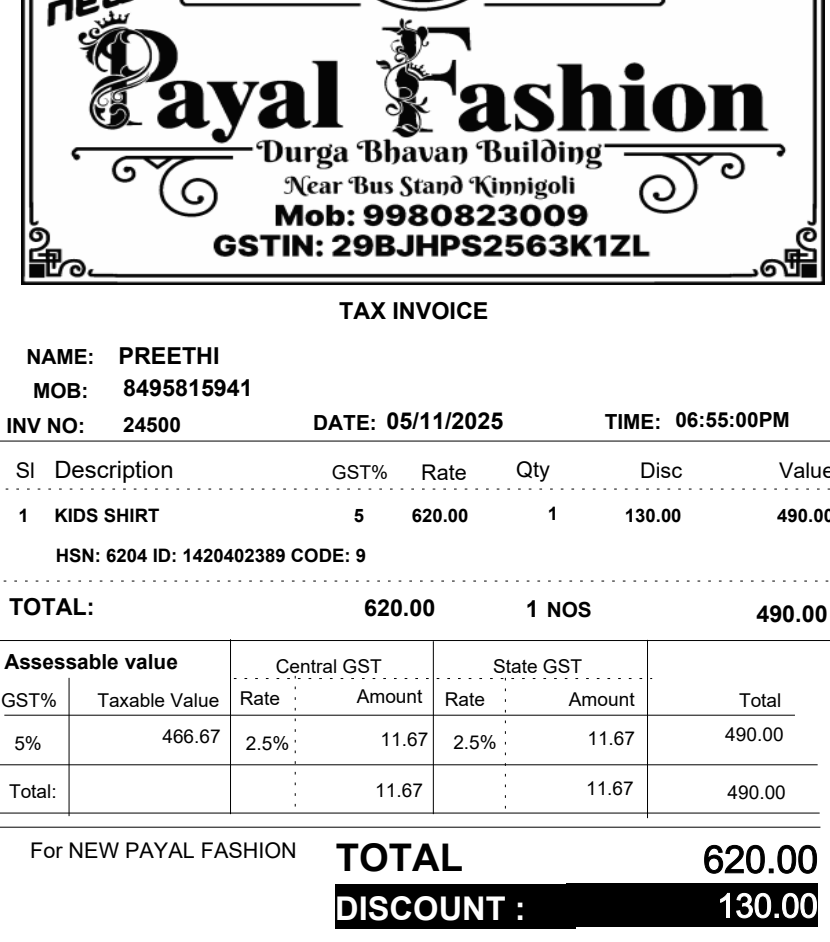 new
Payal Fashion
Durga Bhavan Building
Near Bus Stand Kinnigoli
Mob: 9980823009
GSTIN: 29BJHPS2563K1ZL
TAX INVOICE
NAME: PREETHI
MOB: 8495815941
INV NO: 24500 DATE: 05/11/2025 TIME: 06:55:00PM
Sl Description GST% Rate Qty Disc Value
1 KIDS SHIRT 5 620.00 1 130.00 490.00
HSN: 6204 ID: 1420402389 CODE: 9
TOTAL: 620.00 1 NOS 490.00
Assessable value Central GST State GST
GST% Taxable Value Rate Amount Rate Amount Total
5% 466.67 2.5% 11.67 2.5% 11.67 490.00
Total: 11.67 11.67 490.00
For NEW PAYAL FASHION TOTAL 620.00
DISCOUNT : 130.00